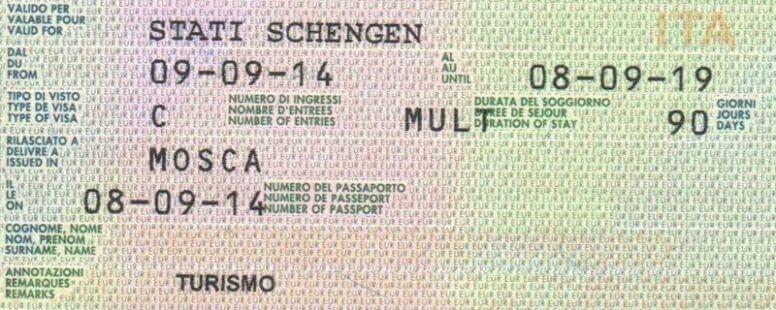 VALIDO PER
VALABLE POUR
VALID FOR
STATI SCHENGEN
ITA
DAL
DU
FROM
09-09-14
AL
AU
UNTIL
08-09-19
TIPO DI VISTO
TYPE DE VISA
TYPE OF VISA
C
NUMERO DI INGRESSI
NOMBRE D'ENTREES
NUMBER OF ENTRIES
MULT
DURATA DEL SOGGIORNO
DUREE DE SEJOUR
DURATION OF STAY
90
GIORNI
JOURS
DAYS
RILASCIATO A
DELIVRE A
ISSUED IN
MOSCA
IL
LE
ON
08-09-14
NUMERO DEL PASSAPORTO
NUMERO DE PASSEPORT
NUMBER OF PASSPORT
COGNOME, NOME
NOM, PRENOM
SURNAME, NAME
ANNOTAZIONI
REMARQUES
REMARKS
TURISMO